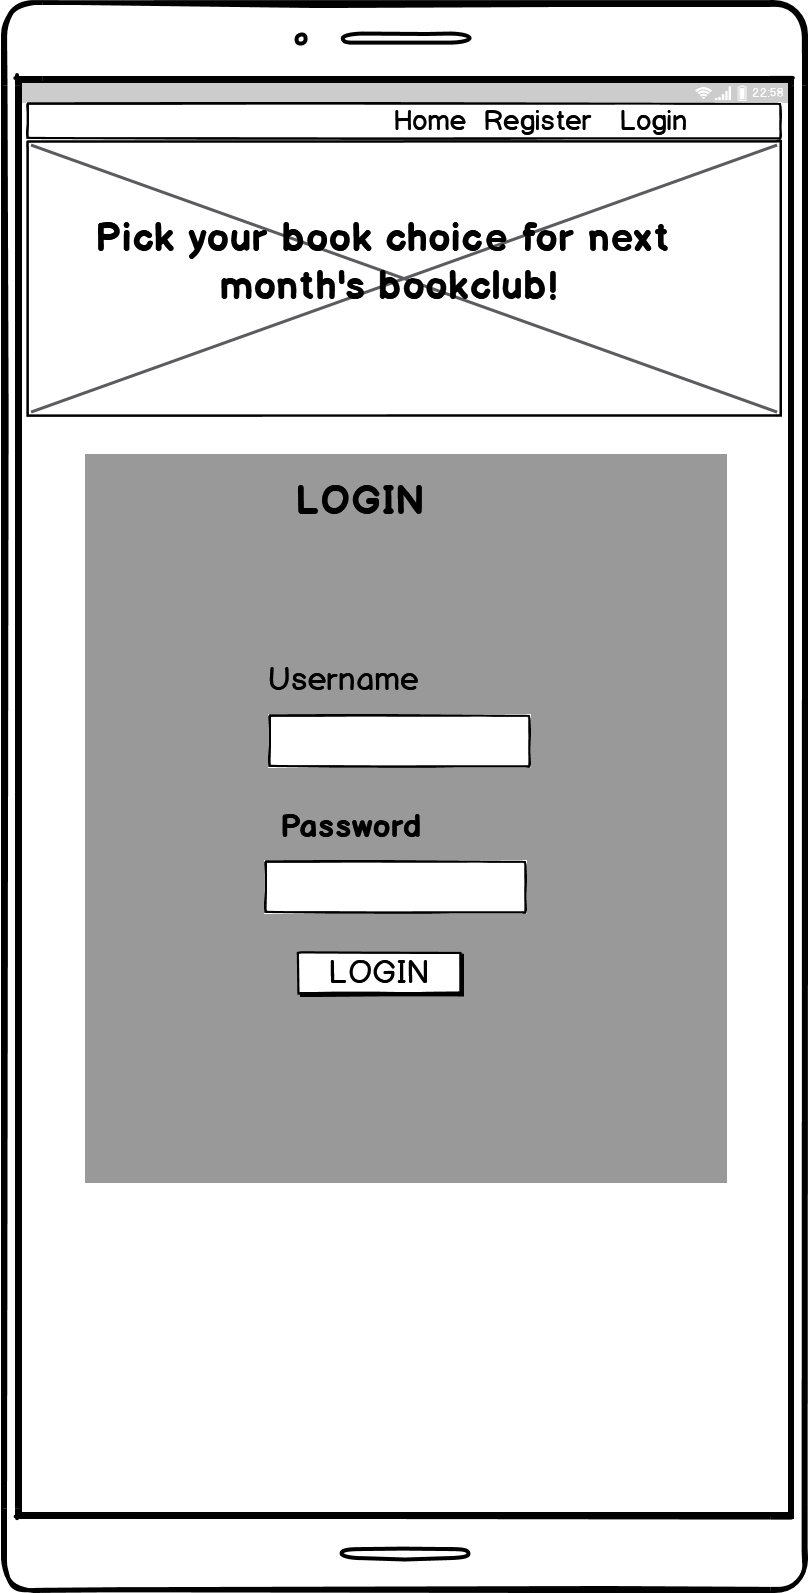 22:58
Home Register Login
Pick your book choice for next
month's bookclub!
LOGIN
Username
Password
LOGIN